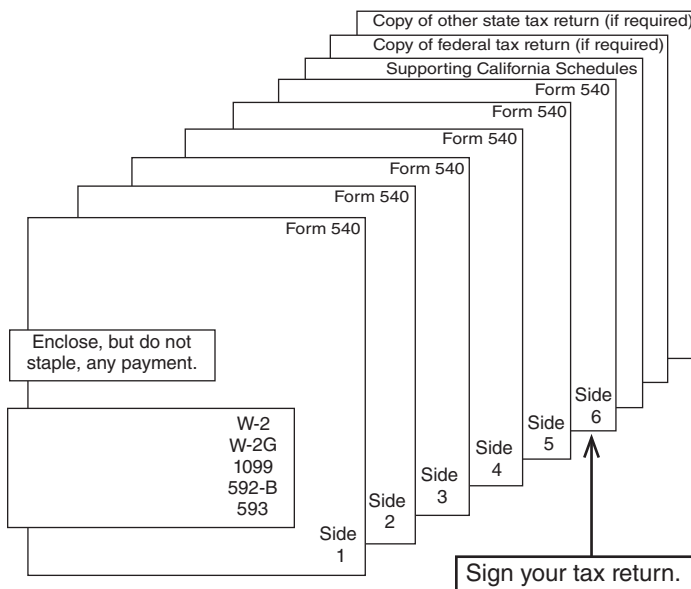 Copy of other state tax return (if required)
Copy of federal tax return (if required)
Supporting California Schedules
Form 540
Form 540
Form 540
Form 540
Form 540
Form 540
Enclose, but do not
staple, any payment.
W-2
W-2G
1099
592-B
593
Side
1
Side
2
Side
3
Side
4
Side
5
Side
6
Sign your tax return.